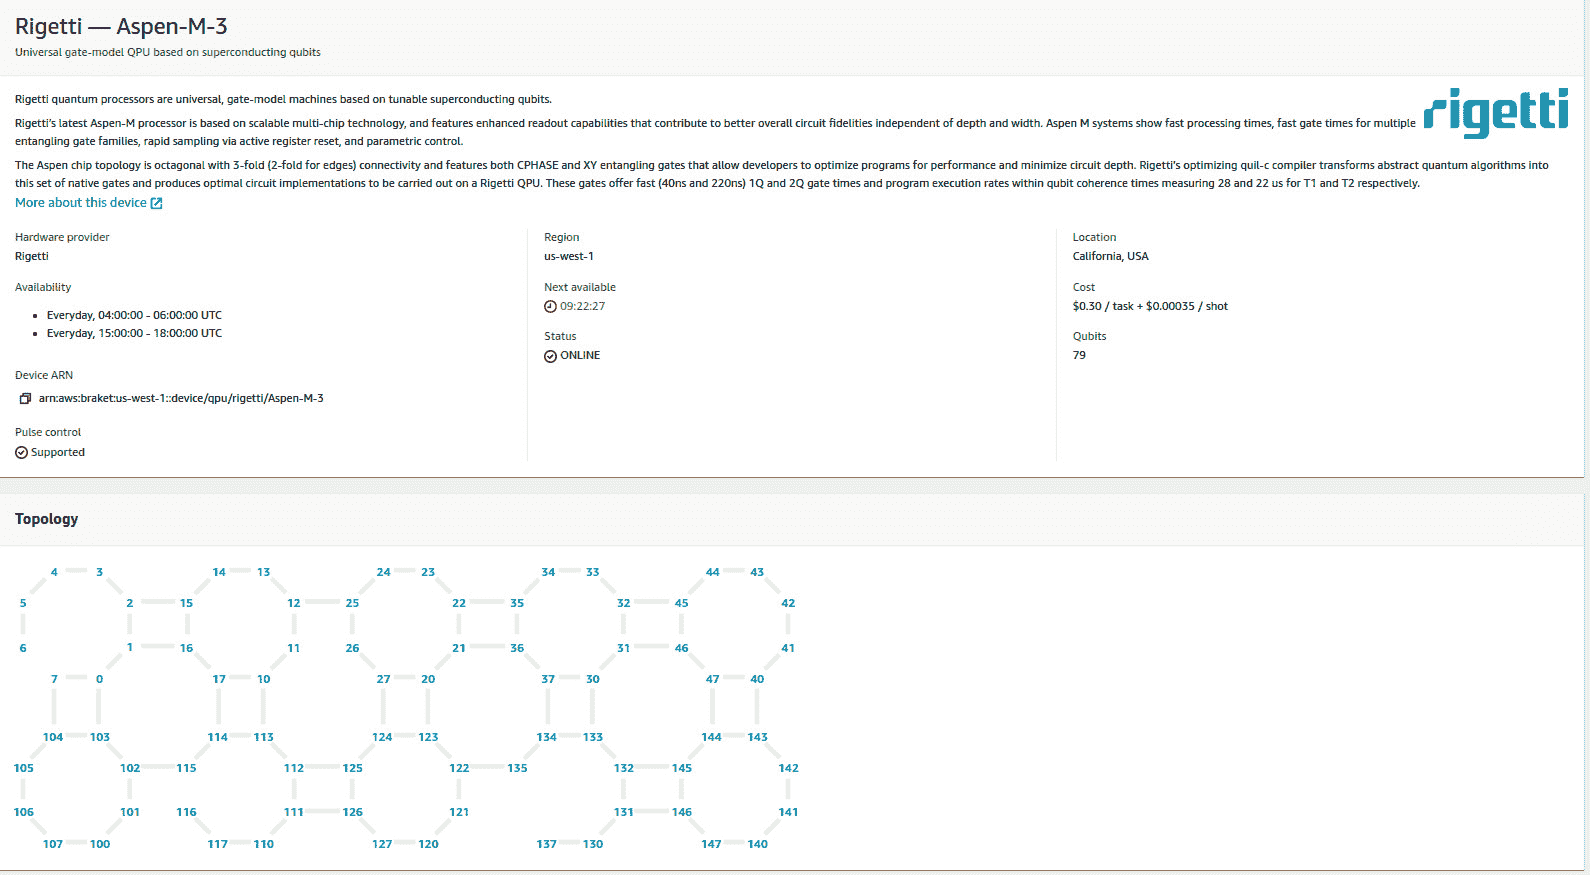 Rigetti — Aspen-M-3
Universal gate-model QPU based on superconducting qubits
Rigetti quantum processors are universal, gate-model machines based on tunable superconducting qubits.
rigetti
Rigetti's latest Aspen-M processor is based on scalable multi-chip technology, and features enhanced readout capabilities that contribute to better overall circuit fidelities independent of depth and width. Aspen M systems show fast processing times, fast gate times for multiple
entangling gate families, rapid sampling via active register reset, and parametric control.
The Aspen chip topology is octagonal with 3-fold (2-fold for edges) connectivity and features both CPHASE and XY entangling gates that allow developers to optimize programs for performance and minimize circuit depth. Rigetti's optimizing quil-c compiler transforms abstract quantum algorithms into
this set of native gates and produces optimal circuit implementations to be carried out on a Rigetti QPU. These gates offer fast (40ns and 220ns) 1Q and 2Q gate times and program execution rates within qubit coherence times measuring 28 and 22 us for T1 and T2 respectively.
More about this device
Hardware provider
Rigetti
Availability
• Everyday, 04:00:00 - 06:00:00 UTC
• Everyday, 15:00:00 - 18:00:00 UTC
Device ARN
arn:aws:braket:us-west-1::device/qpu/rigetti/Aspen-M-3
Pulse control
Supported
Region
us-west-1
Next available
09:22:27
Status
ONLINE
Location
California, USA
Cost
$0.30 / task + $0.00035 / shot
Qubits
79
Topology
4 3 14 13 24 23 34 33 44 43
5 2 15 12 25 22 35 32 45 42
6 1 16 11 26 21 36 31 46 41
7 0 17 10 27 20 37 30 47 40
104 103 114 113 124 123 134 133 144 143
105 102 115 112 125 122 135 132 145 142
106 101 116 111 126 121 131 146 141
107 100 117 110 127 120 137 130 147 140